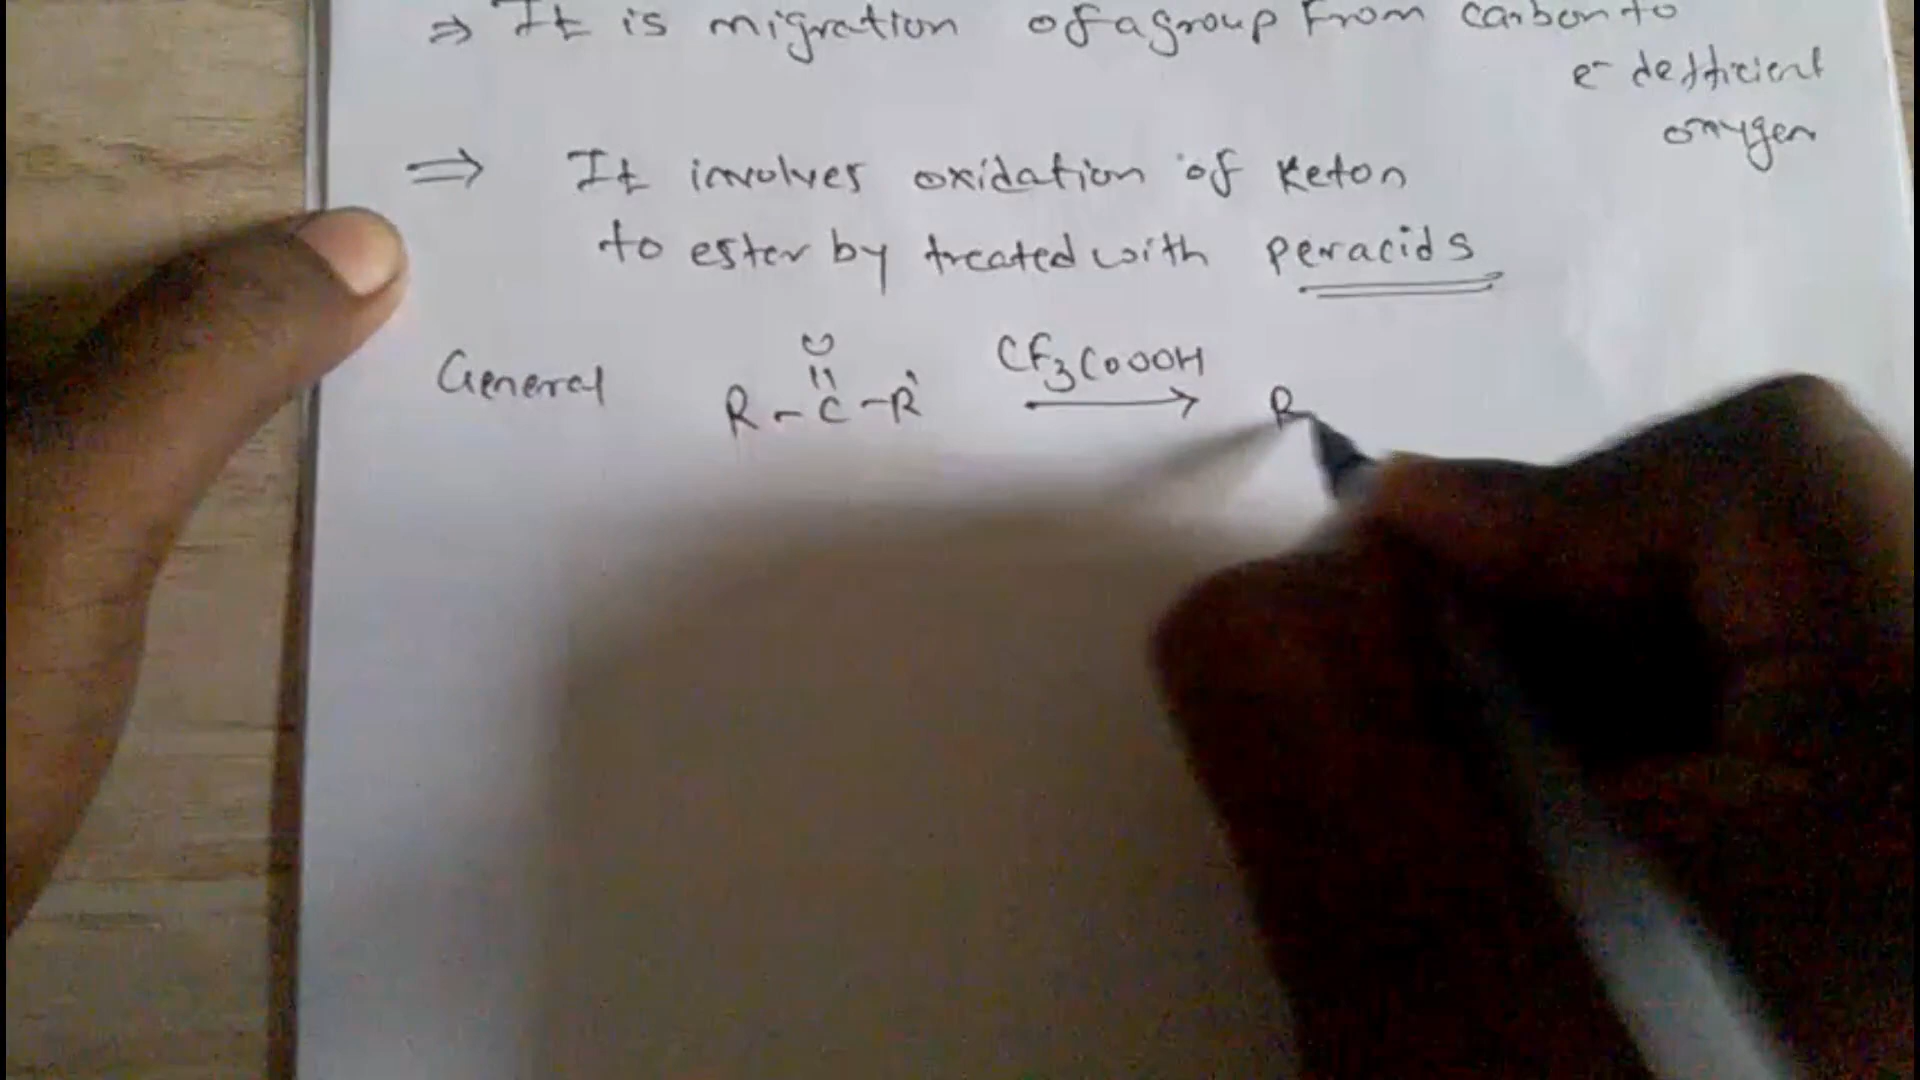 ⇒ It is migration of a group From carbon to
e- defficient
oxygen
⇒ It involves oxidation of Keton
to ester by treated with peracids
O
General R - C - R' CF3COOOH → R